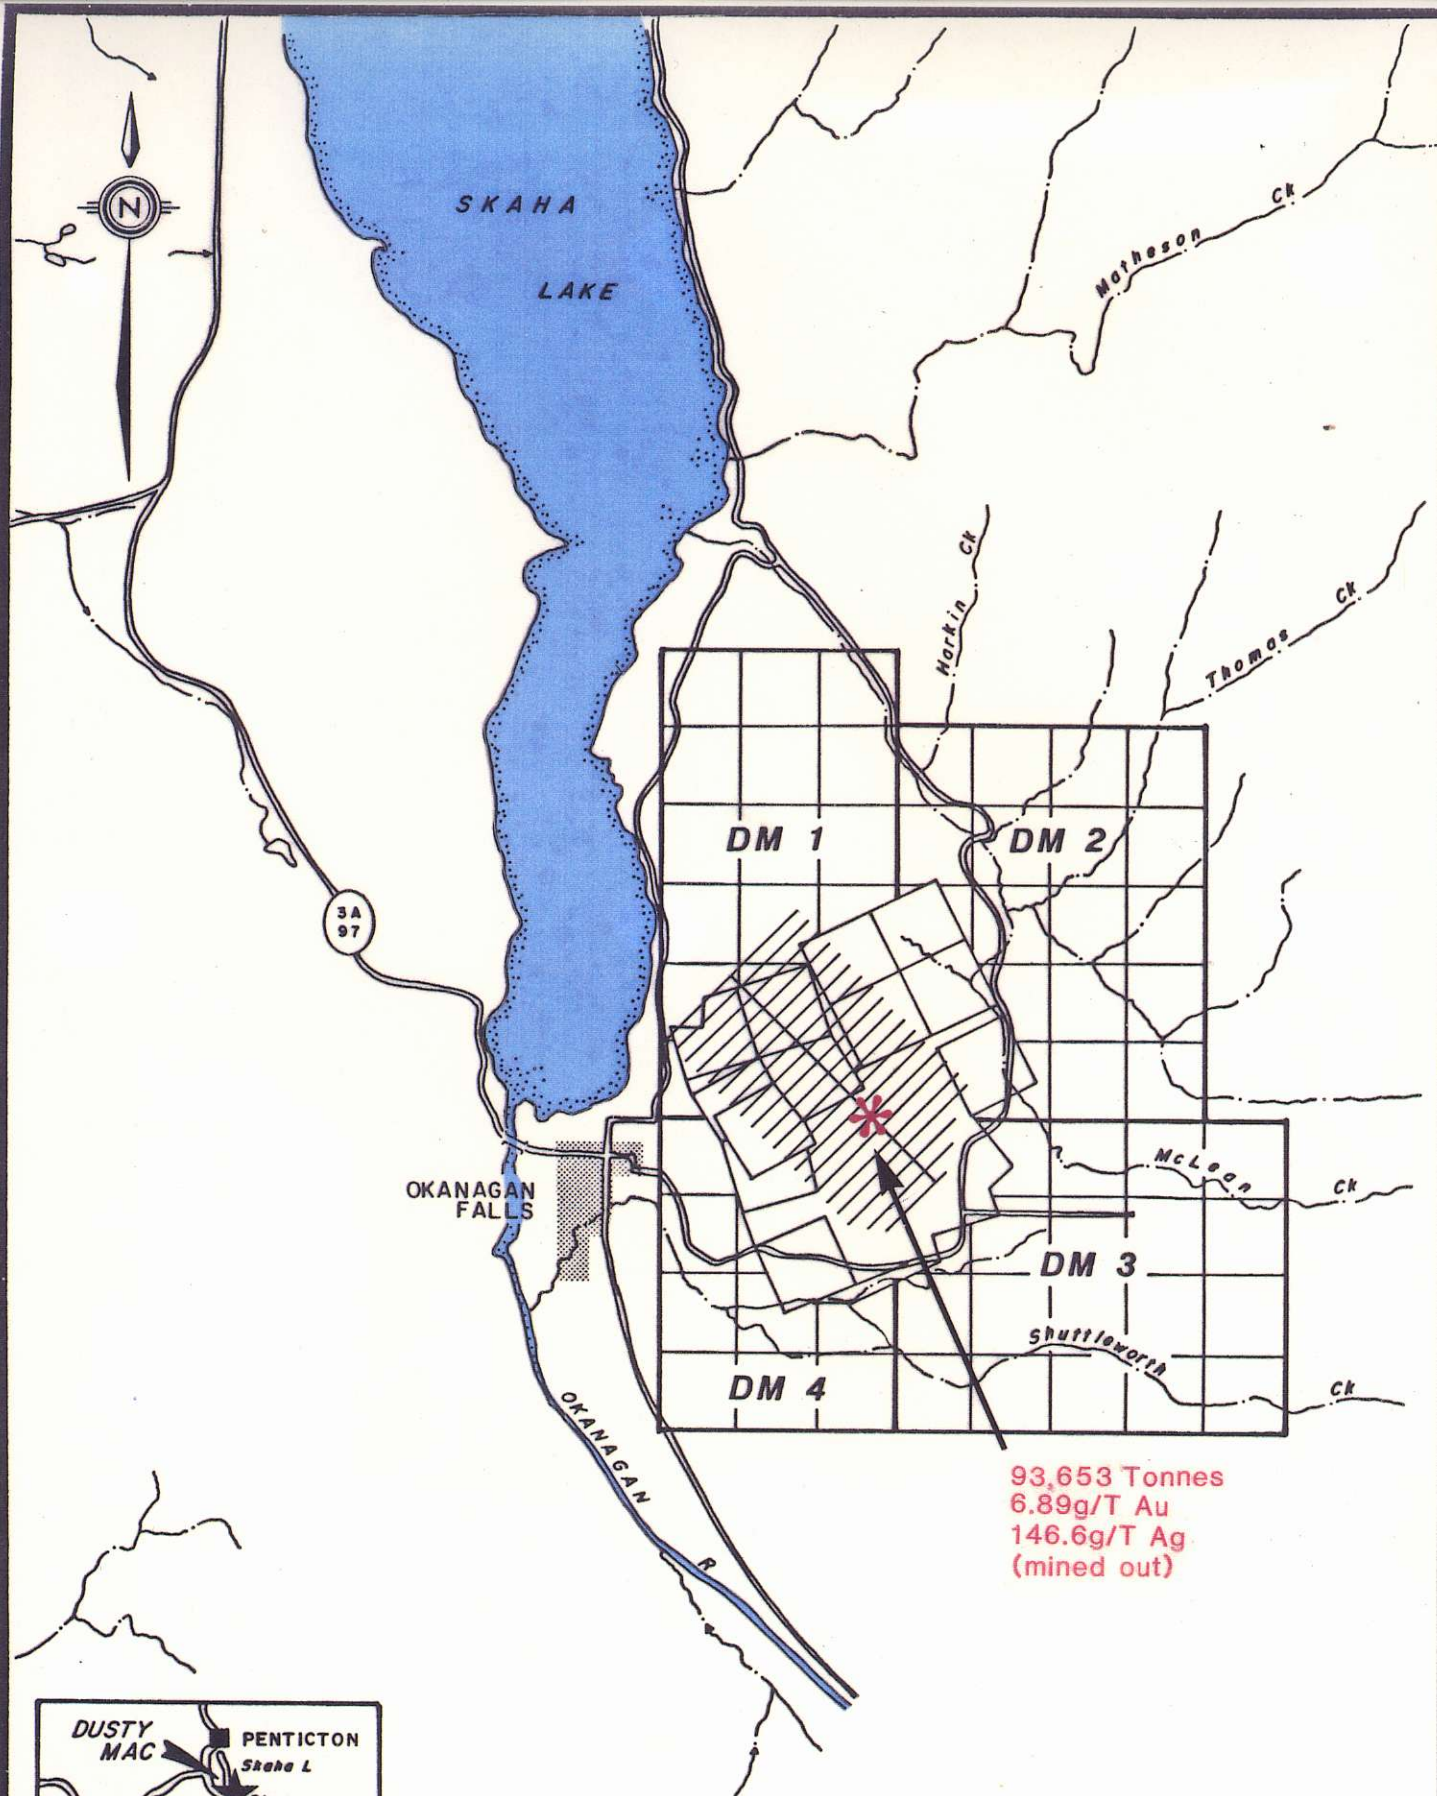 N
SKAHA
LAKE
Matheson Ck
Harkin Ck
Thomas Ck
DM 1
DM 2
3A
97
OKANAGAN
FALLS
McLean Ck
DM 3
Shuttleworth Ck
DM 4
OKANAGAN R
93,653 Tonnes
6.89g/T Au
146.6g/T Ag
(mined out)
DUSTY
MAC
PENTICTON
Skaha L